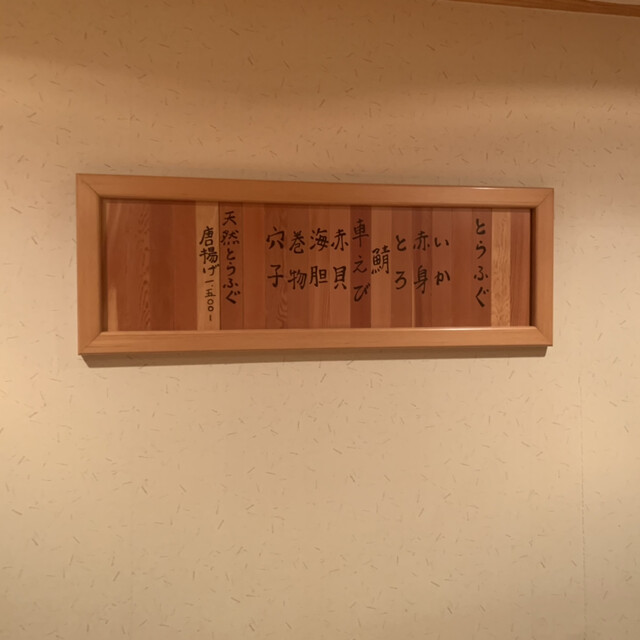 とらふぐ
いか
赤身
とろ
鯖
車えび
赤貝
海胆
巻物
穴子
天然とらふぐ
唐揚げ一、五〇〇ー